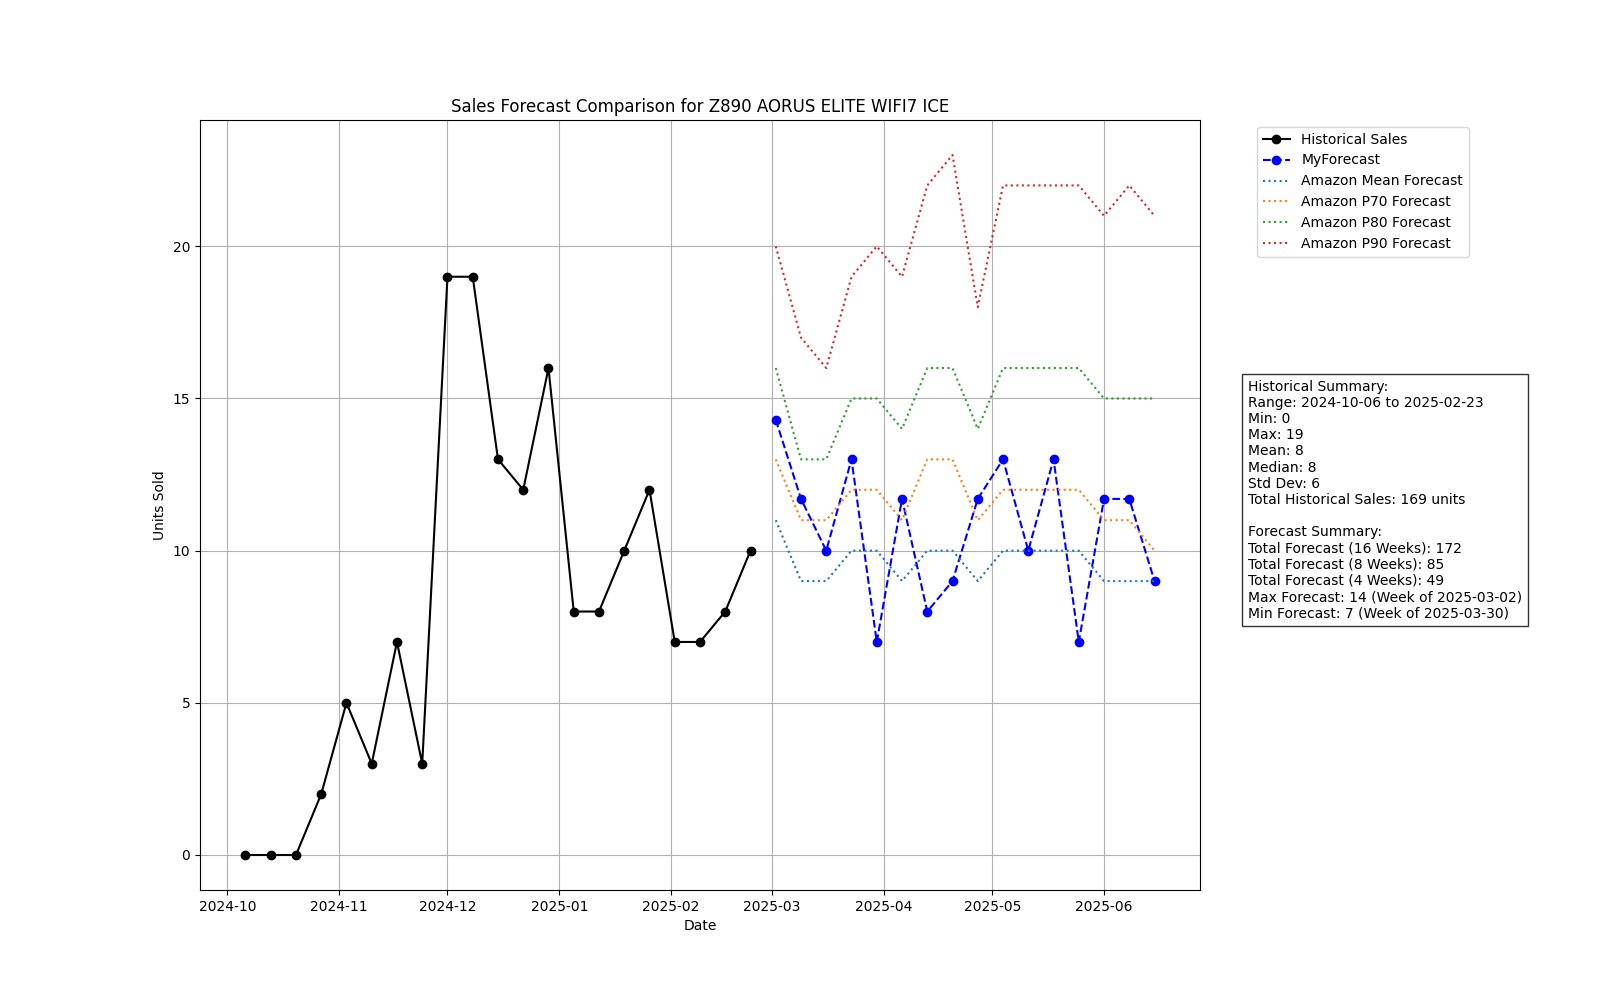 Sales Forecast Comparison for Z890 AORUS ELITE WIFI7 ICE
Historical Sales
MyForecast
Amazon Mean Forecast
Amazon P70 Forecast
Amazon P80 Forecast
Amazon P90 Forecast
Historical Summary:
Range: 2024-10-06 to 2025-02-23
Min: 0
Max: 19
Mean: 8
Median: 8
Std Dev: 6
Total Historical Sales: 169 units
Forecast Summary:
Total Forecast (16 Weeks): 172
Total Forecast (8 Weeks): 85
Total Forecast (4 Weeks): 49
Max Forecast: 14 (Week of 2025-03-02)
Min Forecast: 7 (Week of 2025-03-30)
Units Sold
20
15
10
5
0
2024-10 2024-11 2024-12 2025-01 2025-02 2025-03 2025-04 2025-05 2025-06
Date